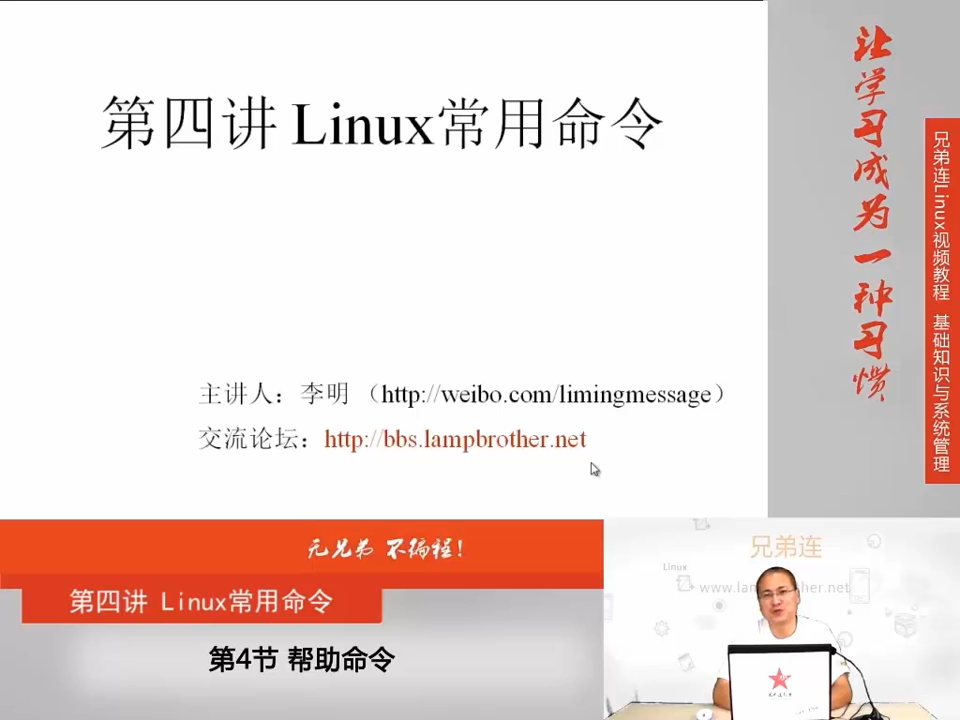 第四讲 Linux常用命令
主讲人：李明 （http://weibo.com/limingmessage）
交流论坛：http://bbs.lampbrother.net
让学习成为一种习惯
兄弟连Linux视频教程 基础知识与系统管理
无兄弟 不编程!
第四讲 Linux常用命令
第4节 帮助命令
兄弟连
Linux